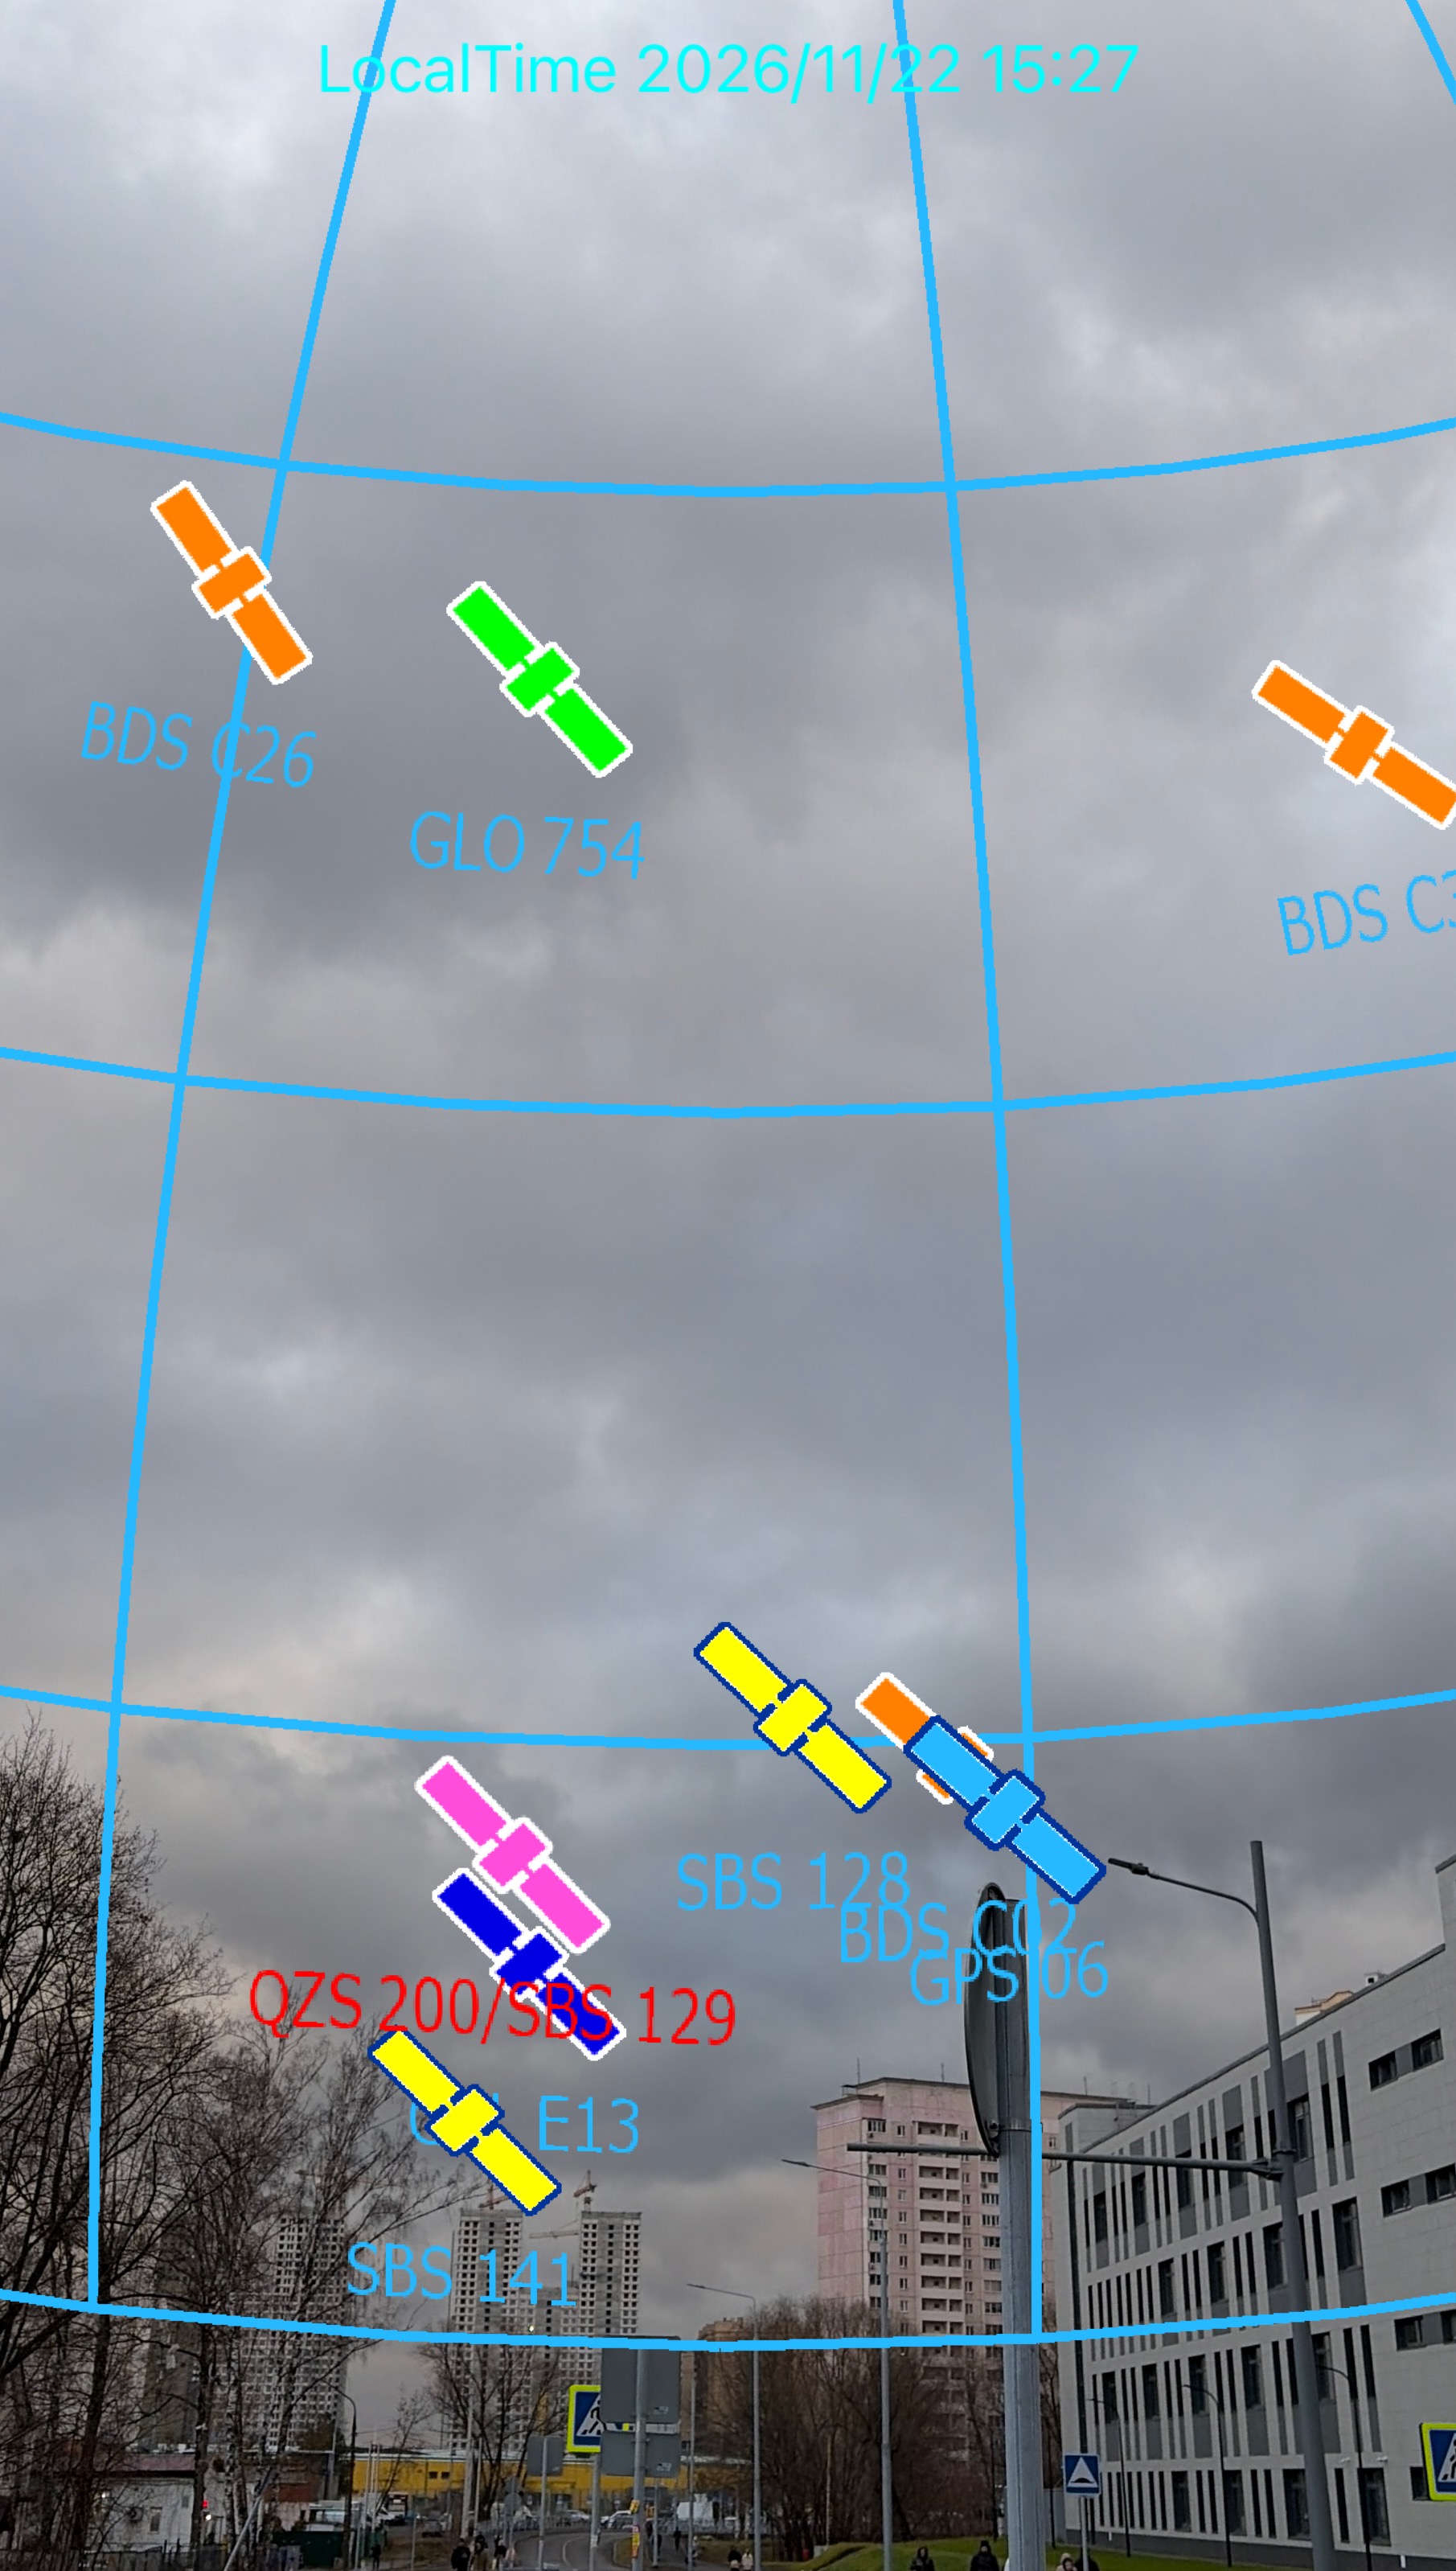 LocalTime 2026/11/22 15:27
BDS C26
GLO 754
BDS
SBS 128
BDS C02
GPS 06
QZS 200/SBS 129
E13
SBS 141